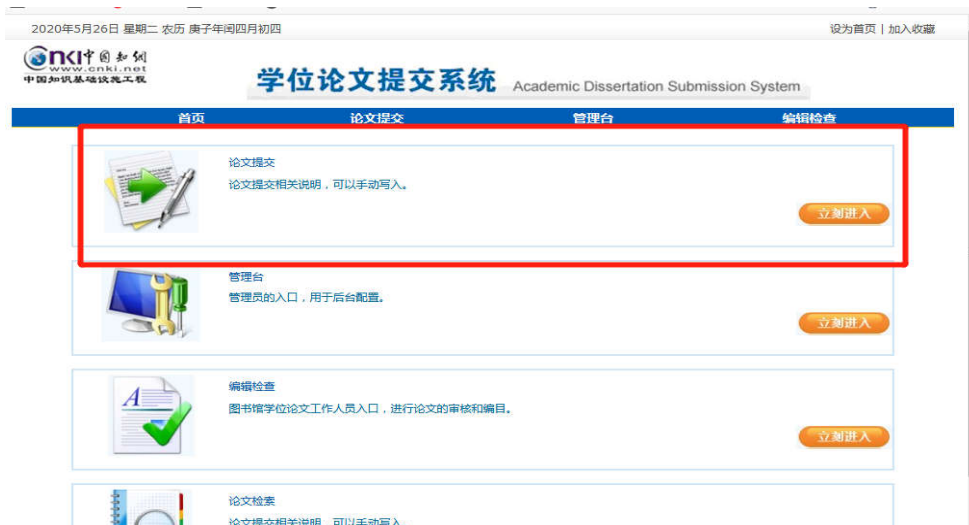 2020年5月26日 星期二 农历 庚子年闰四月初四
设为首页 | 加入收藏
cnki 中国知网
www.cnki.net
中国知识基础设施工程
学位论文提交系统 Academic Dissertation Submission System
首页 论文提交 管理台 编辑检查
论文提交
论文提交相关说明，可以手动写入。
立刻进入
管理台
管理员的入口，用于后台配置。
立刻进入
编辑检查
图书馆学位论文工作人员入口，进行论文的审核和编目。
立刻进入
论文检索
论文提交相关说明，可以手动写入。